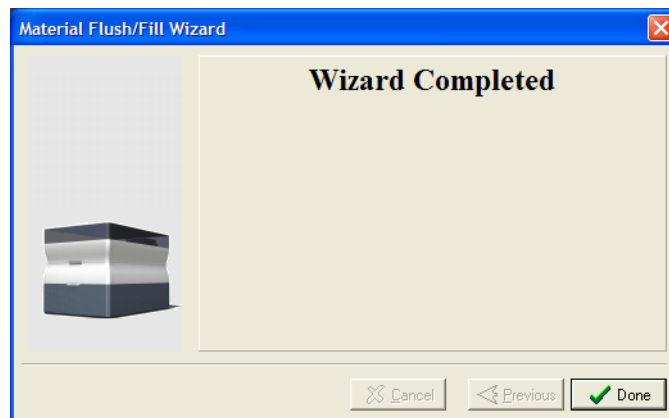 Material Flush/Fill Wizard
Wizard Completed
Cancel
Previous
Done